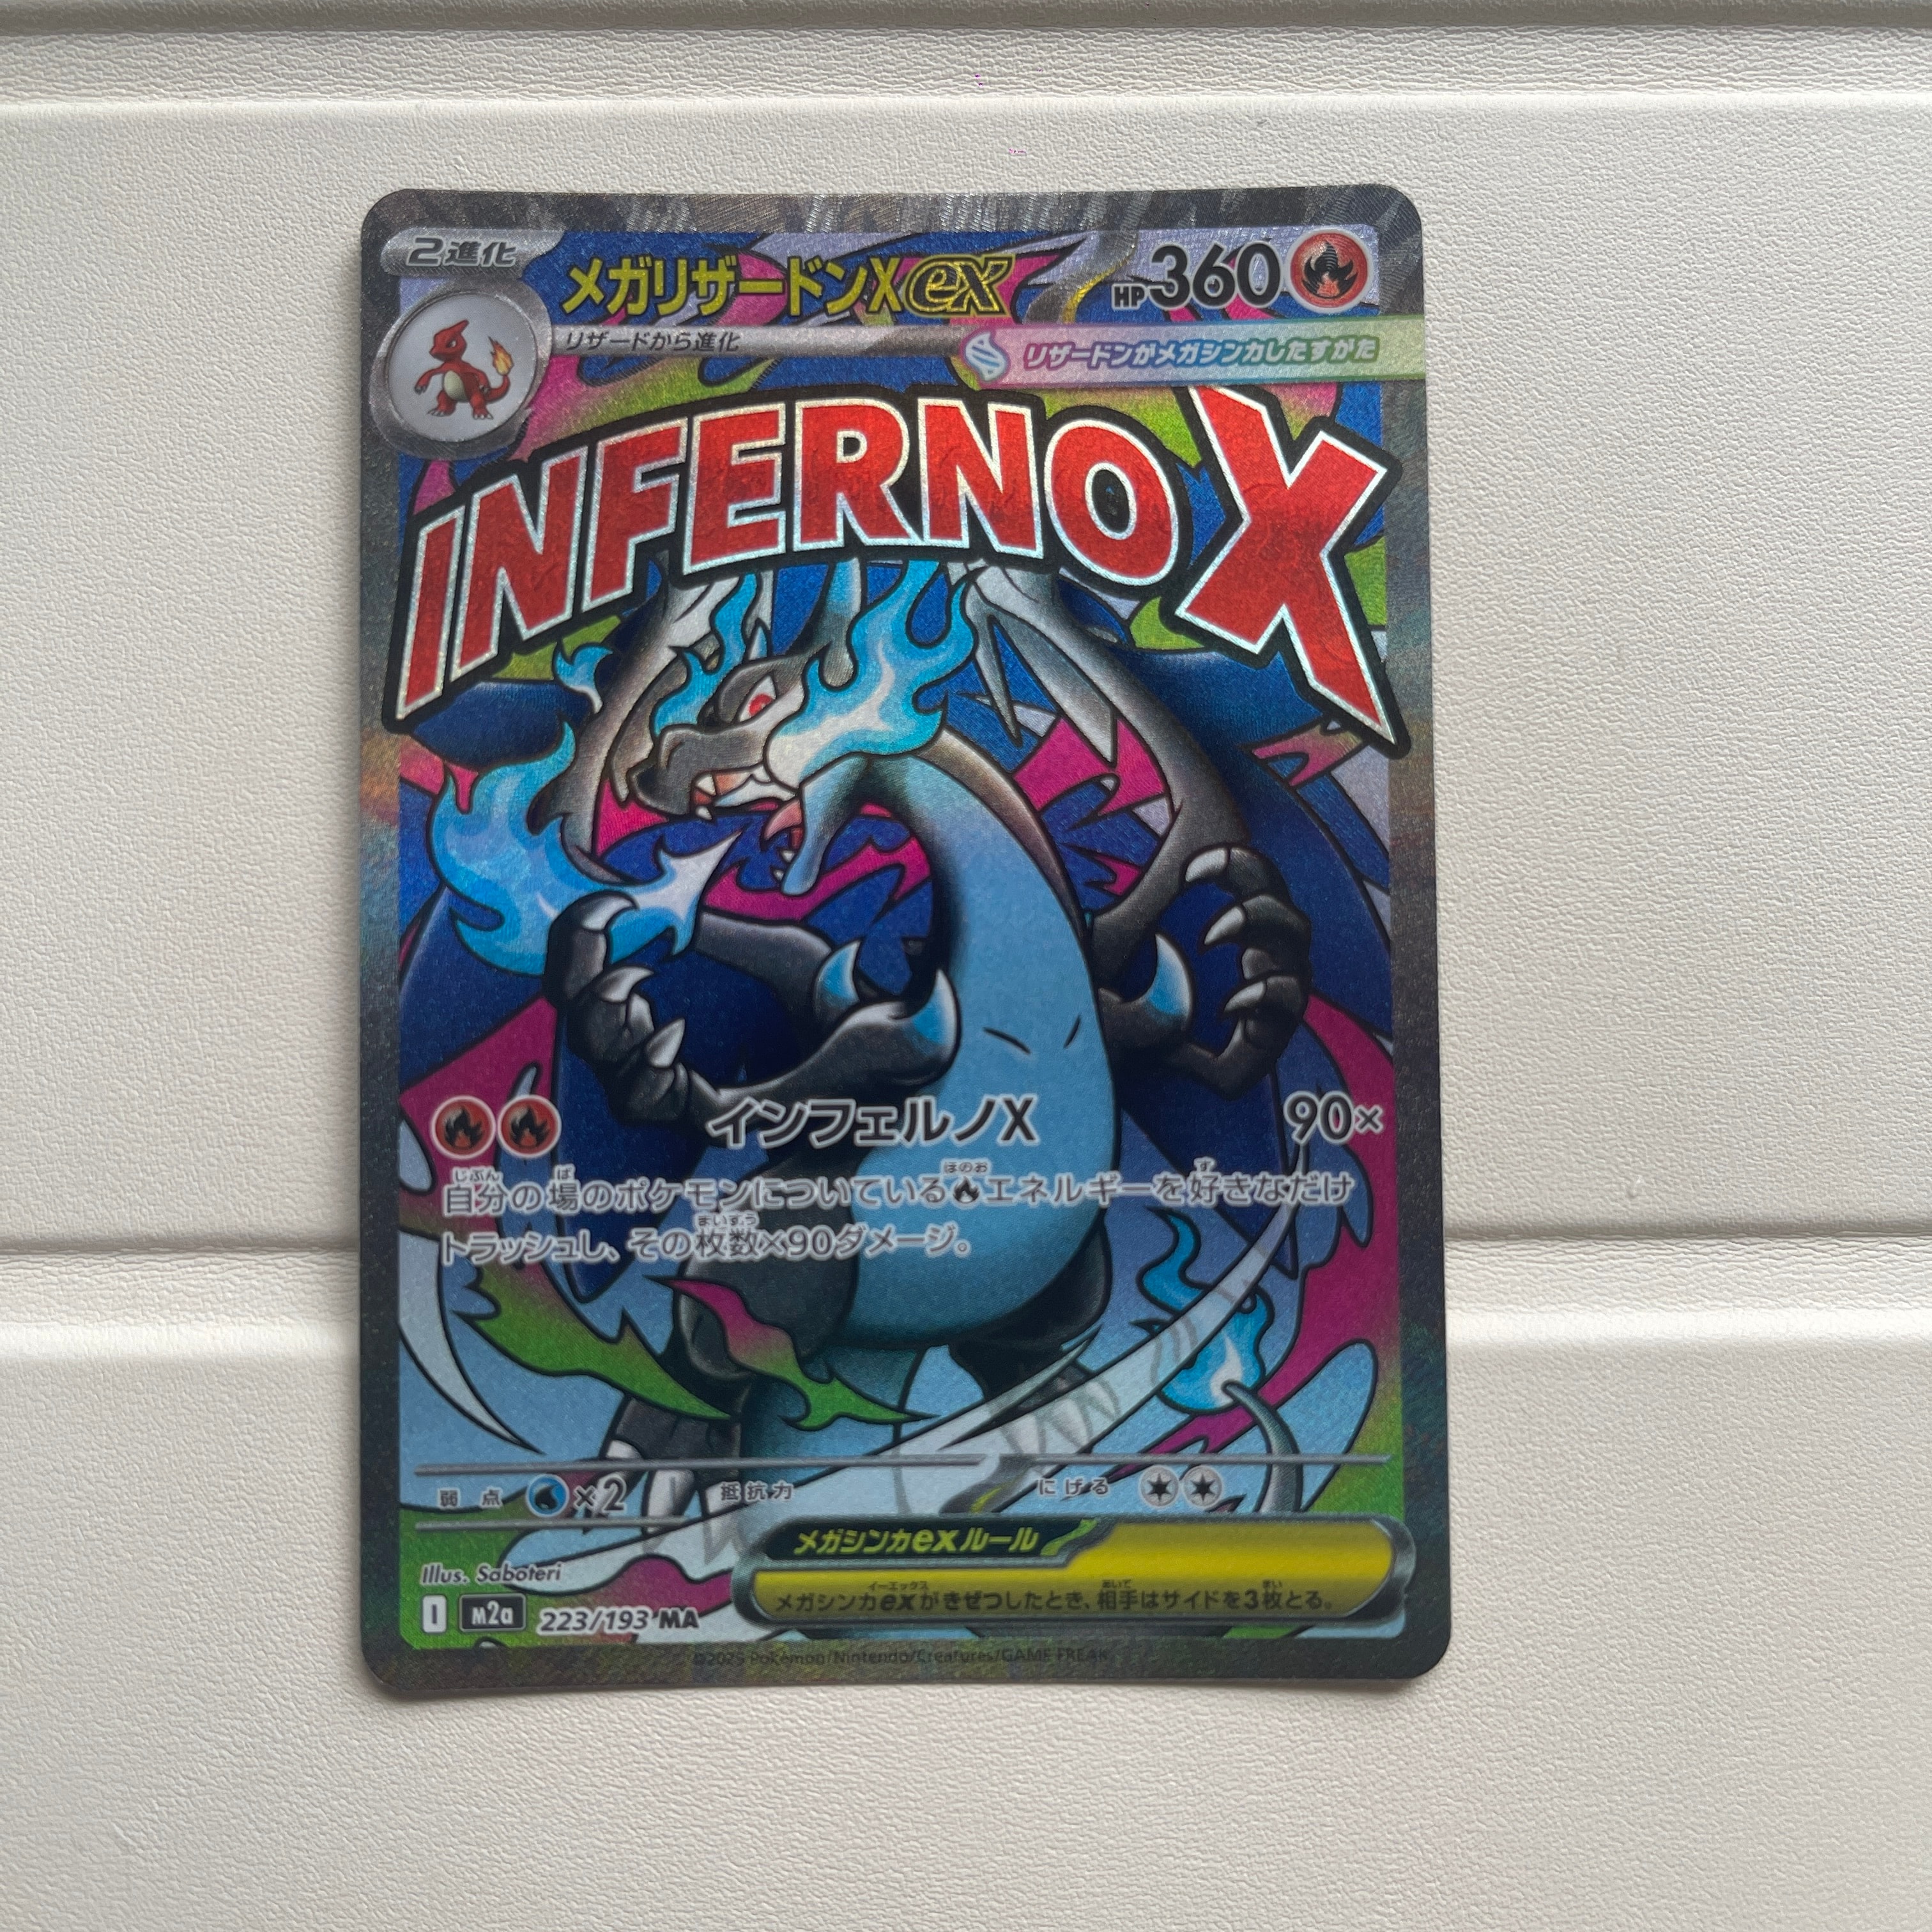 2進化
メガリザードンXex
HP360
リザードから進化
リザードンがメガシンカしたすがた
INFERNO X
インフェルノX 90×
自分の場のポケモンについているエネルギーを好きなだけ
トラッシュし、その枚数×90ダメージ。
弱点 ×2 抵抗力 にげる
メガシンカexルール
メガシンカexがきぜつしたとき、相手はサイドを3枚とる。
Illus. Saboteri
I m2a 223/193 MA
©2025 Pokémon/Nintendo/Creatures/GAME FREAK